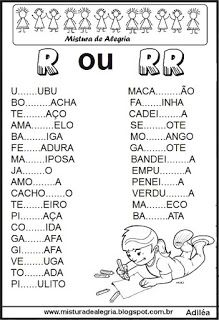 Mistura de Alegria
R ou RR
U......UBU
BO......ACHA
TE......AÇO
AMA......ELO
BA......IGA
FE......ADURA
MA......IPOSA
JA......O
AMO......A
CACHO......O
TE......EIRO
PI......AÇA
CO......IDA
GA......AFA
GI......AFA
VE......UGA
TO......ADA
PI......ULITO
MACA......ÃO
FA......INHA
CADEI......A
SE......OTE
MO......ANGO
GA......OTE
BANDEI......A
EMPU......A
PENEI......A
VERDU......A
MA......ECO
BA......ATA
www.misturadealegria.blogspot.com.br
Adiléa